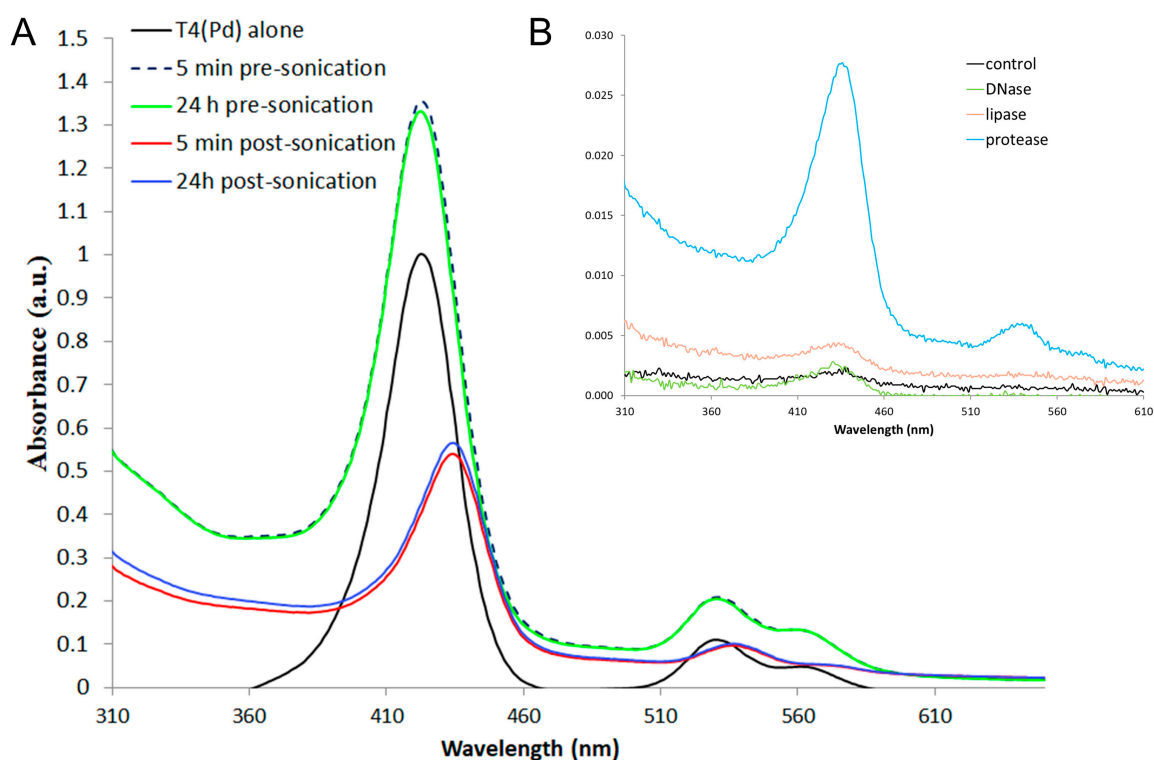 A
T4(Pd) alone
5 min pre-sonication
24 h pre-sonication
5 min post-sonication
24h post-sonication
Absorbance (a.u.)
1.5
1.4
1.3
1.2
1.1
1
0.9
0.8
0.7
0.6
0.5
0.4
0.3
0.2
0.1
0
310 360 410 460 510 560 610
Wavelength (nm)
B
control
DNase
lipase
protease
0.030
0.025
0.020
0.015
0.010
0.005
0.000
310 360 410 460 510 560 610
Wavelength (nm)